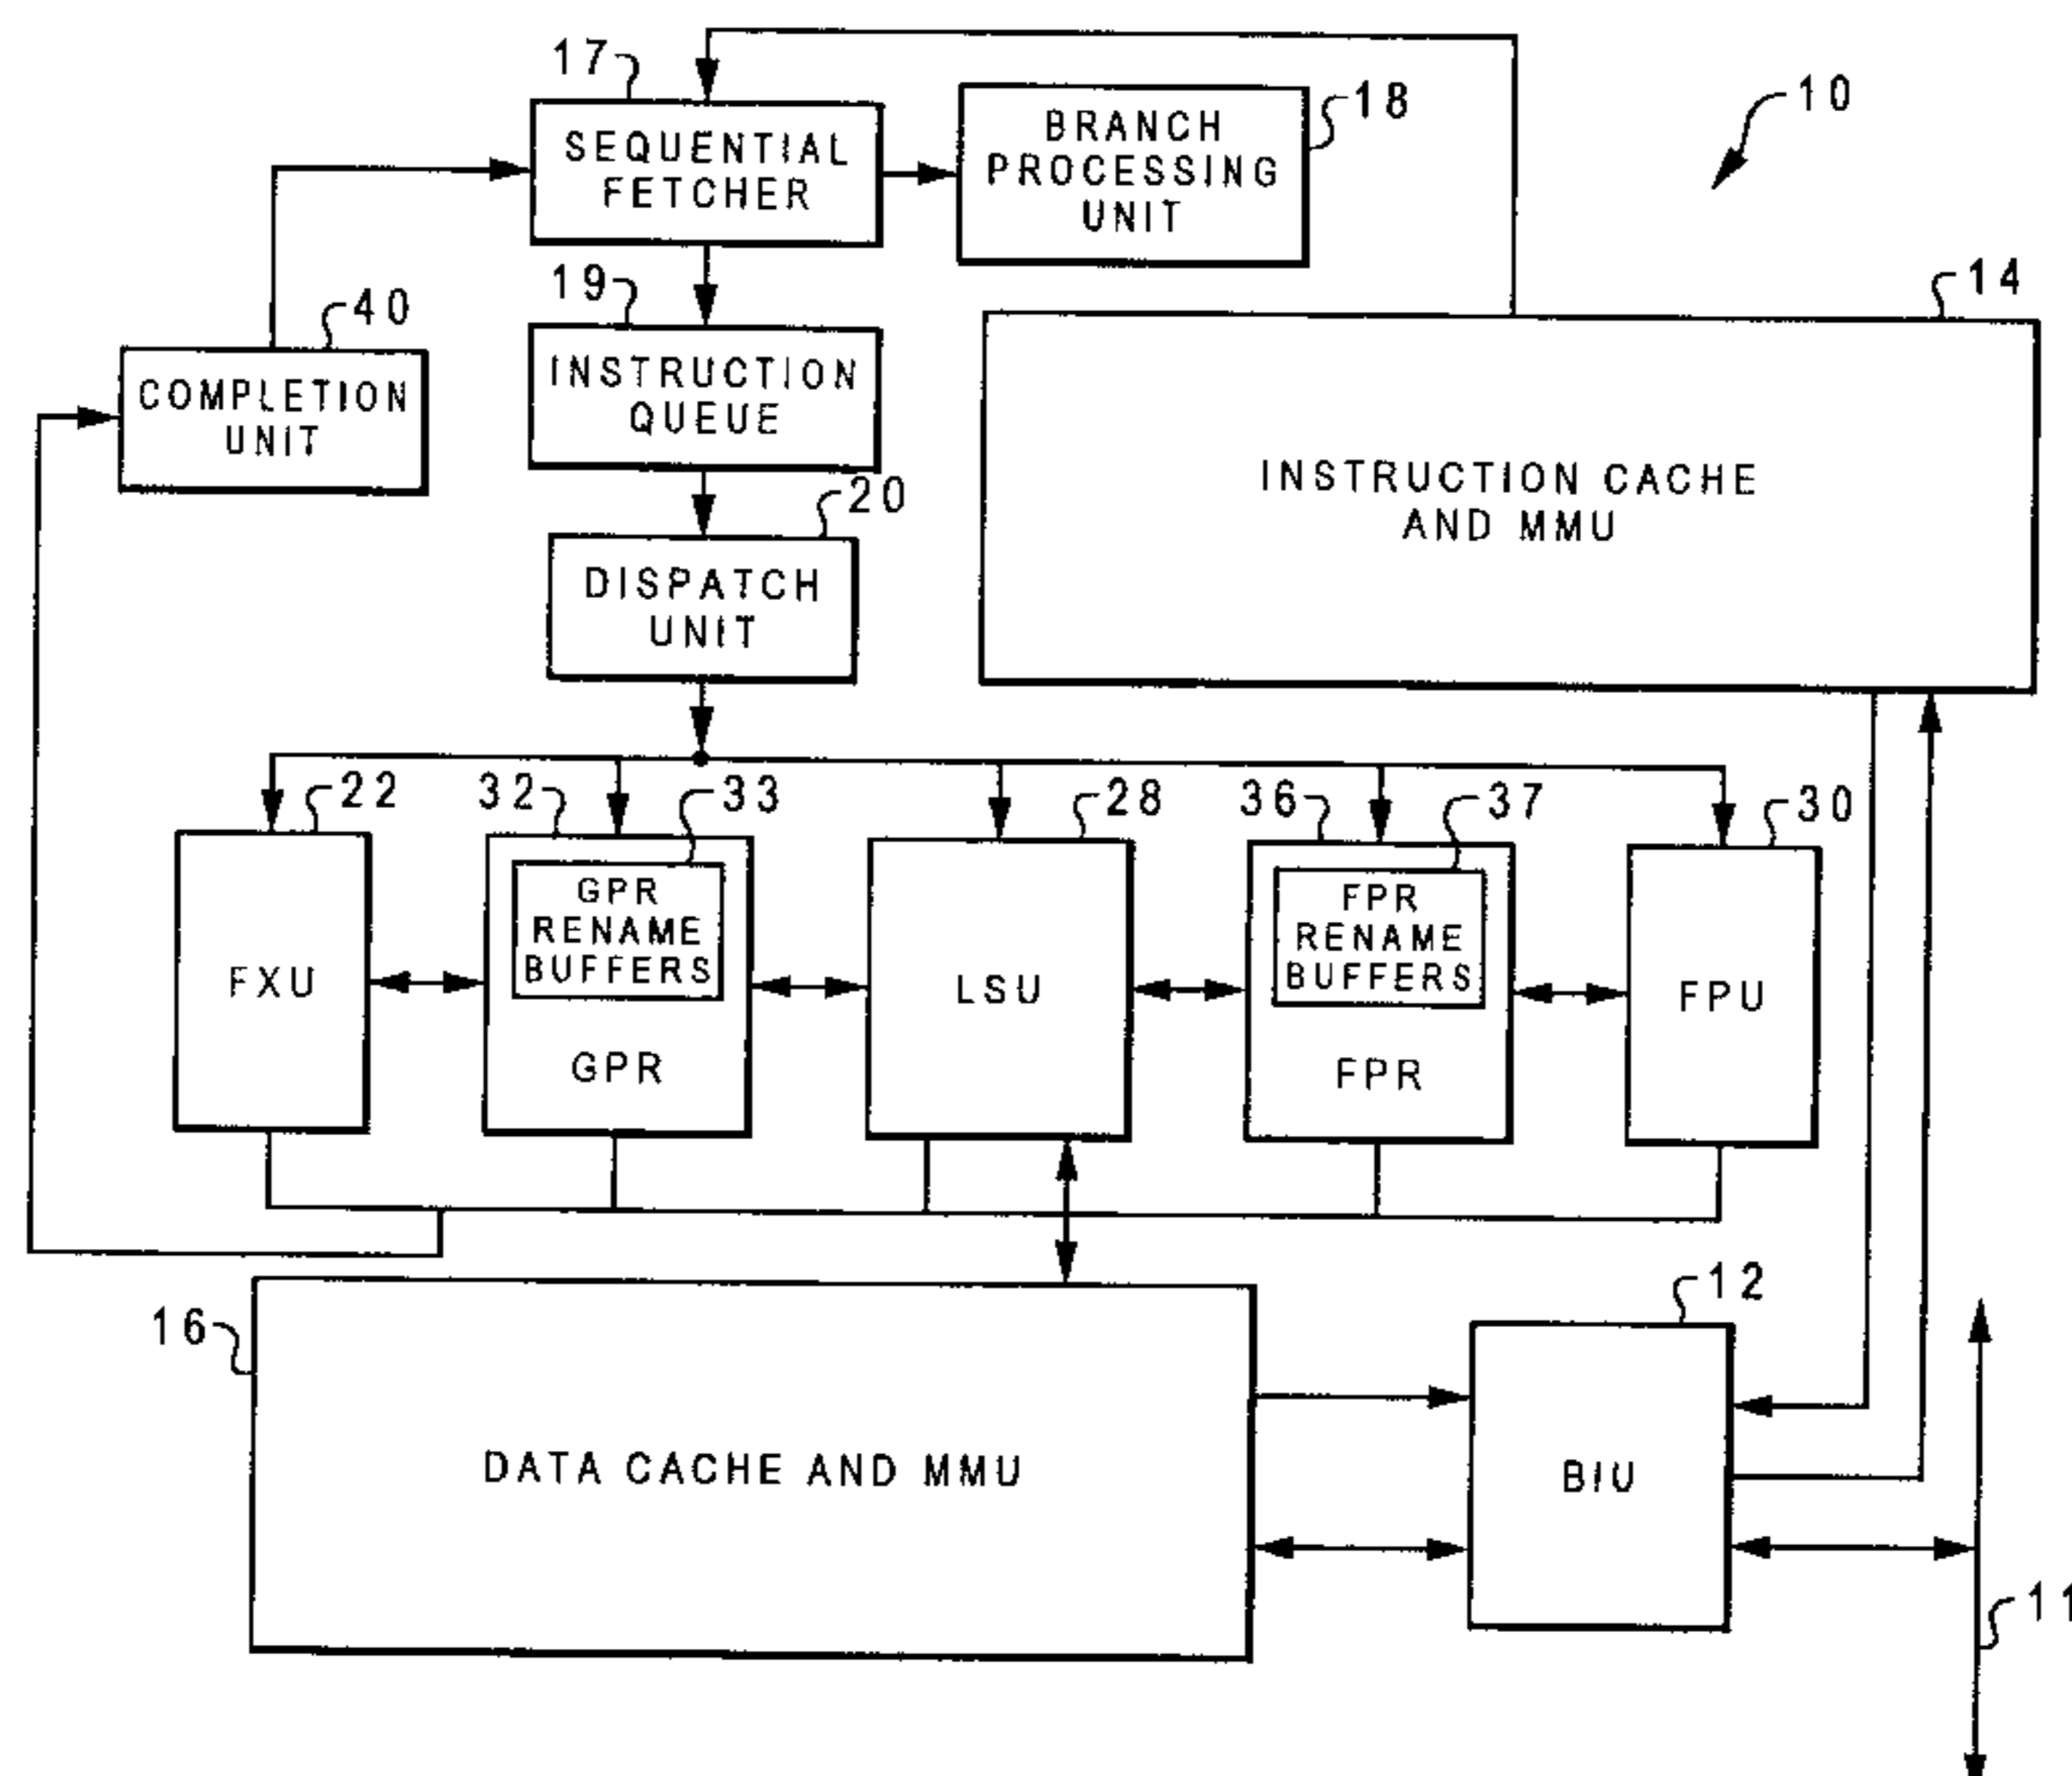 17
18
10
SEQUENTIAL
FETCHER
BRANCH
PROCESSING
UNIT
19
14
40
COMPLETION
UNIT
INSTRUCTION
QUEUE
INSTRUCTION CACHE
AND MMU
20
DISPATCH
UNIT
22
32
33
28
36
37
30
FXU
GPR
RENAME
BUFFERS
GPR
LSU
FPR
RENAME
BUFFERS
FPR
FPU
16
12
DATA CACHE AND MMU
BIU
11